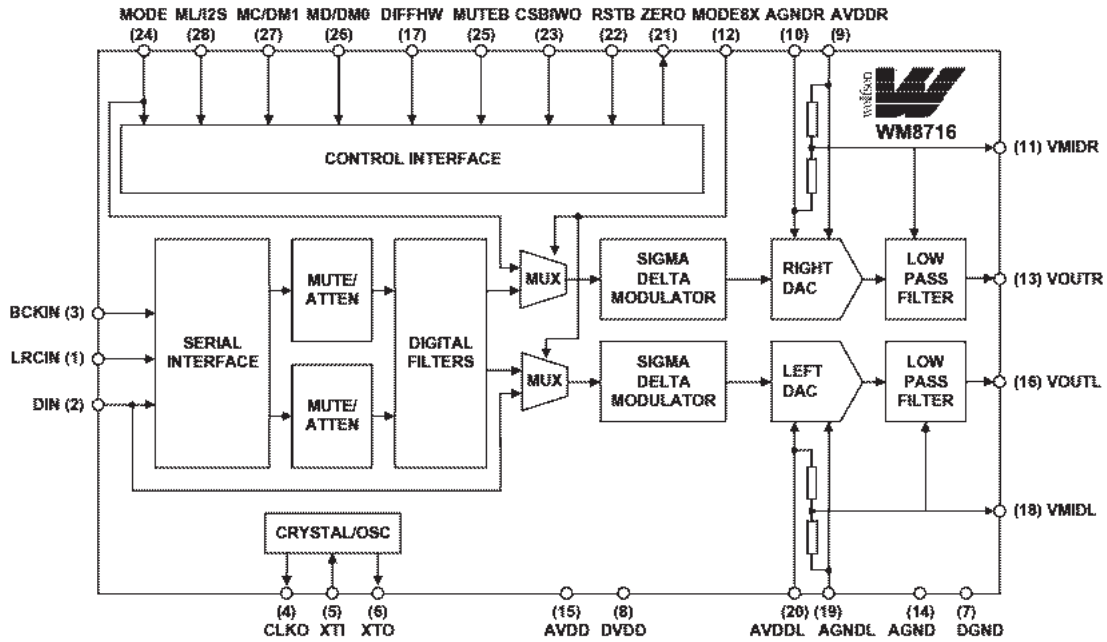 MODE ML/I2S MC/DM1 MD/DM0 DIFFHW MUTEB CSBIWO RSTB ZERO MODE8X AGNDR AVDDR
(24) (28) (27) (26) (17) (25) (23) (22) (21) (12) (10) (9)
wolfson
WM8716
CONTROL INTERFACE
(11) VMIDR
SERIAL
INTERFACE
MUTE/
ATTEN
DIGITAL
FILTERS
MUX
SIGMA
DELTA
MODULATOR
RIGHT
DAC
LOW
PASS
FILTER
(13) VOUTR
BCKIN (3)
LRCIN (1)
DIN (2)
MUTE/
ATTEN
MUX
SIGMA
DELTA
MODULATOR
LEFT
DAC
LOW
PASS
FILTER
(16) VOUTL
(18) VMIDL
CRYSTAL/OSC
(4) (5) (6) (15) (8) (20) (19) (14) (7)
CLKO XTI XTO AVDD DVDD AVDDL AGNDL AGND DGND